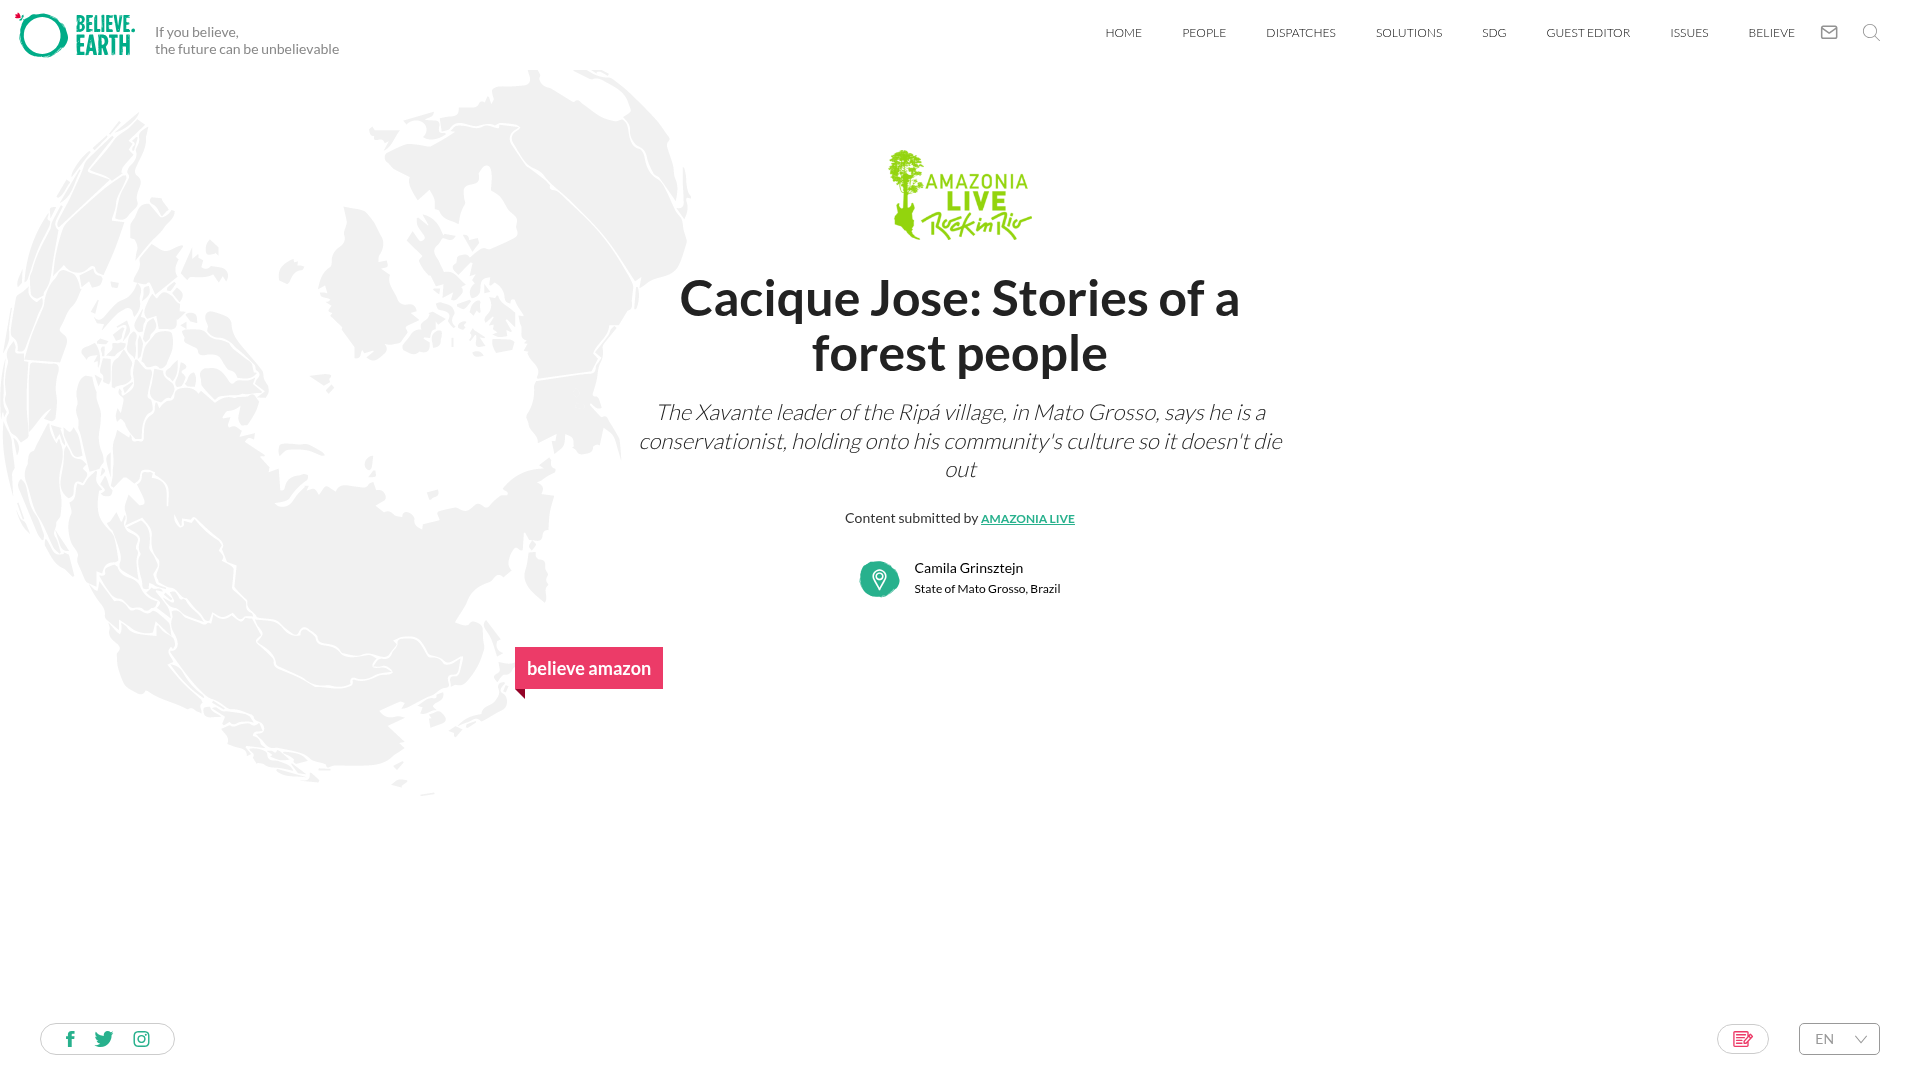 BELIEVE.
EARTH
If you believe,
the future can be unbelievable
HOME PEOPLE DISPATCHES SOLUTIONS SDG GUEST EDITOR ISSUES BELIEVE
AMAZONIA
LIVE
Rock in Rio
Cacique Jose: Stories of a
forest people
The Xavante leader of the Ripá village, in Mato Grosso, says he is a
conservationist, holding onto his community's culture so it doesn't die
out
Content submitted by AMAZONIA LIVE
Camila Grinsztejn
State of Mato Grosso, Brazil
believe amazon
EN